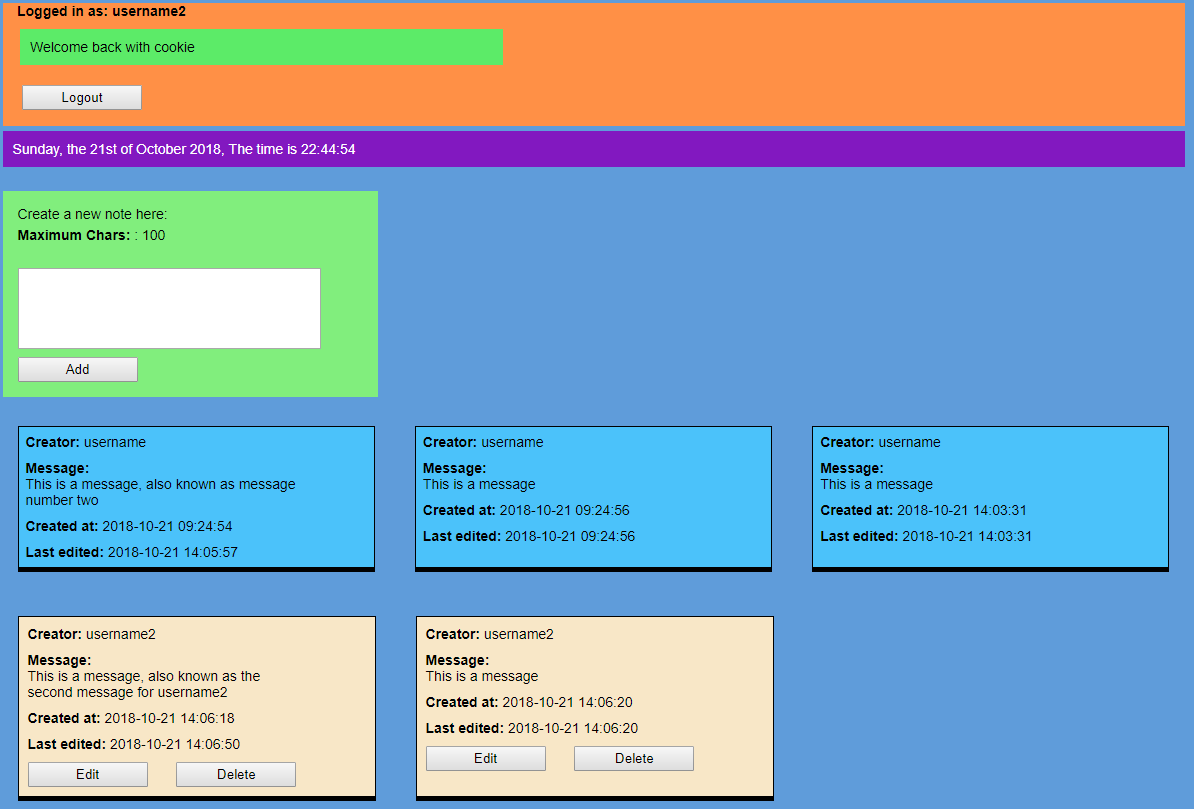 Logged in as: username2
Welcome back with cookie
Logout
Sunday, the 21st of October 2018, The time is 22:44:54
Create a new note here:
Maximum Chars: : 100
Add
Creator: username
Message:
This is a message, also known as message
number two
Created at: 2018-10-21 09:24:54
Last edited: 2018-10-21 14:05:57
Creator: username
Message:
This is a message
Created at: 2018-10-21 09:24:56
Last edited: 2018-10-21 09:24:56
Creator: username
Message:
This is a message
Created at: 2018-10-21 14:03:31
Last edited: 2018-10-21 14:03:31
Creator: username2
Message:
This is a message, also known as the
second message for username2
Created at: 2018-10-21 14:06:18
Last edited: 2018-10-21 14:06:50
Edit Delete
Creator: username2
Message:
This is a message
Created at: 2018-10-21 14:06:20
Last edited: 2018-10-21 14:06:20
Edit Delete